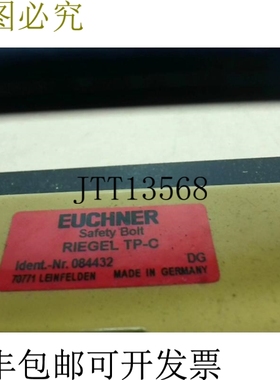 图必究
JTT13568
EUCHNER
Safety Bolt
RIEGEL TP-C
Ident.-Nr. 084432 DG
70771 LEINFELDEN MADE IN GERMANY
包邮可开发票